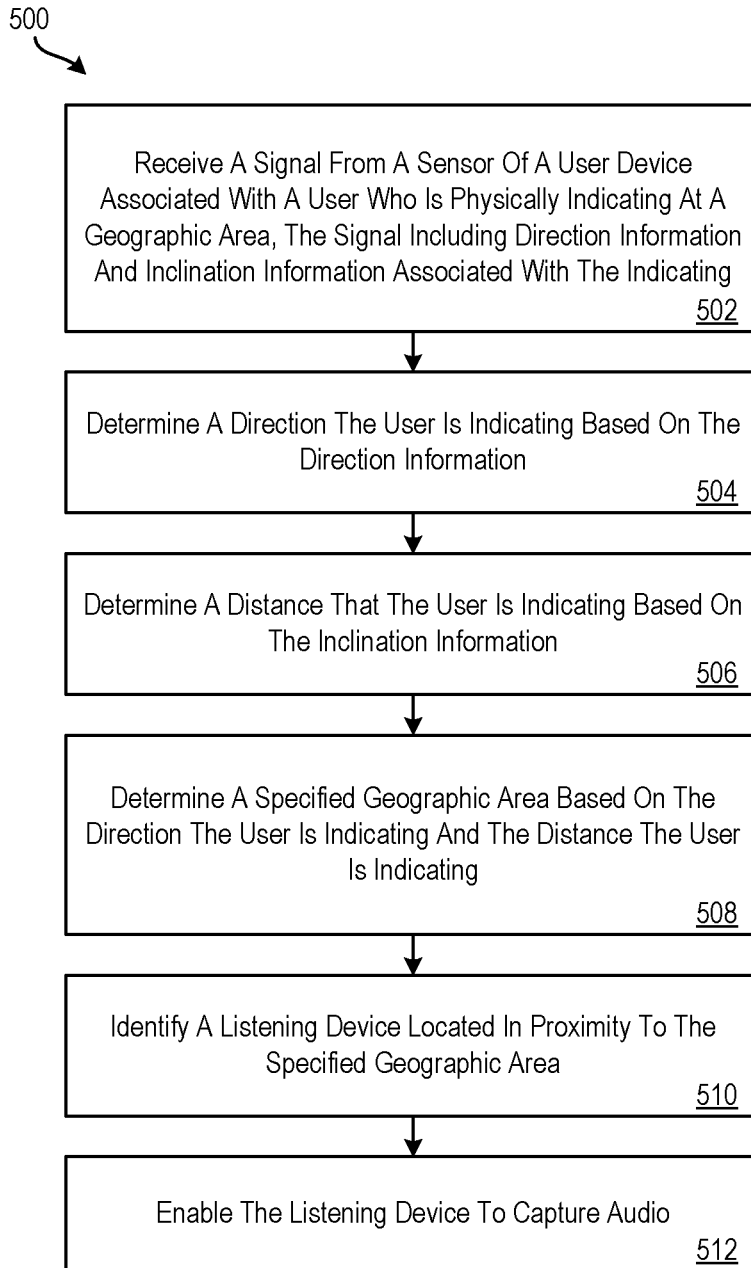 500
Receive A Signal From A Sensor Of A User Device
Associated With A User Who Is Physically Indicating At A
Geographic Area, The Signal Including Direction Information
And Inclination Information Associated With The Indicating
502
Determine A Direction The User Is Indicating Based On The
Direction Information
504
Determine A Distance That The User Is Indicating Based On
The Inclination Information
506
Determine A Specified Geographic Area Based On The
Direction The User Is Indicating And The Distance The User
Is Indicating
508
Identify A Listening Device Located In Proximity To The
Specified Geographic Area
510
Enable The Listening Device To Capture Audio
512